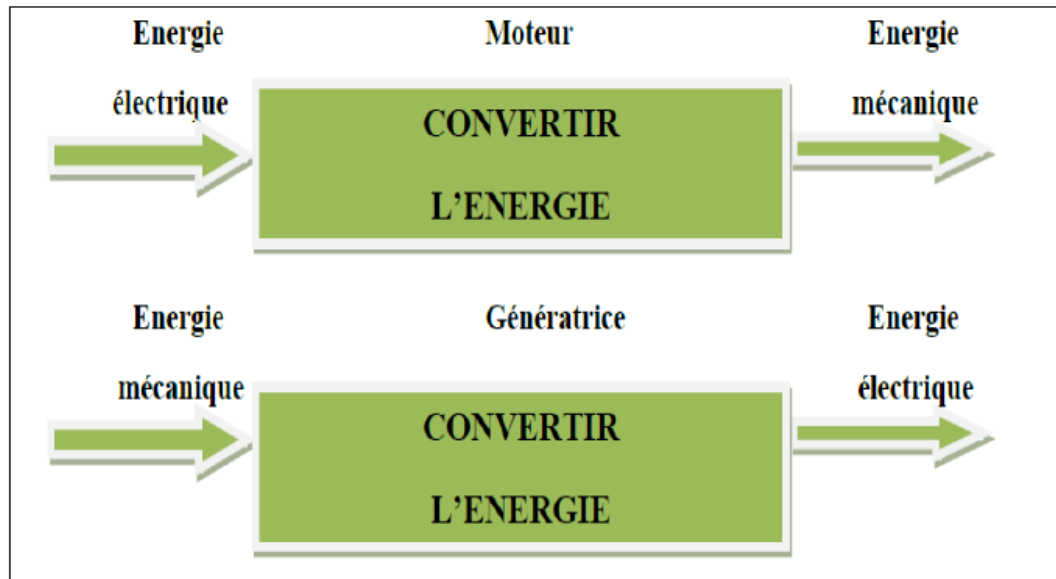 Energie Moteur Energie
électrique mécanique
CONVERTIR
L'ENERGIE
Energie Génératrice Energie
mécanique électrique
CONVERTIR
L'ENERGIE